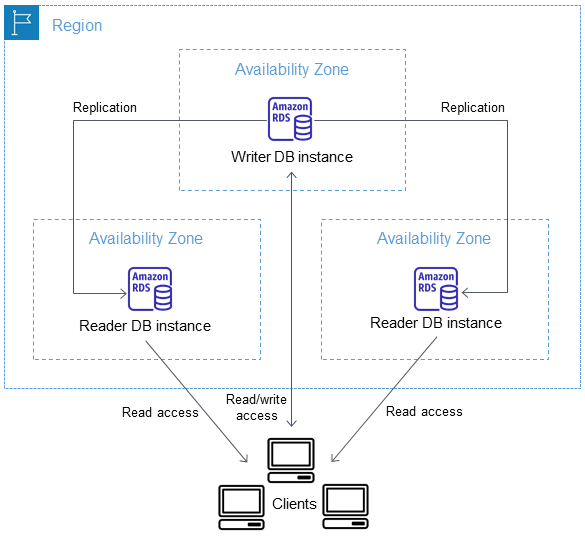 Region
Availability Zone
Replication
Amazon
RDS
Replication
Writer DB instance
Availability Zone
Availability Zone
Amazon
RDS
Amazon
RDS
Reader DB instance
Reader DB instance
Read access
Read/write
access
Read access
Clients